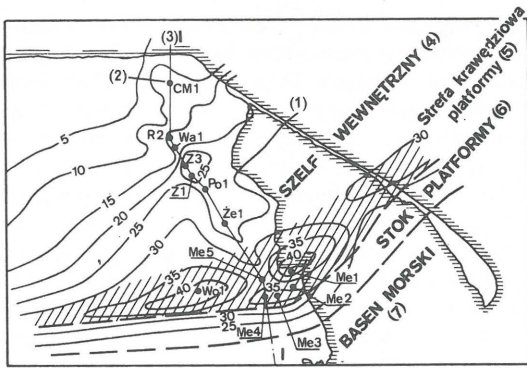 (3) I
(2)
CM1
(1)
SZELF WEWNĘTRZNY (4)
Strefa krawędziowa
platformy (5)
STOK PLATFORMY (6)
BASEN MORSKI
(7)
5
10
15
20
25
30
R2
Wa1
Z3
25
Z1
Po1
Że1
30
35
40
Me5
35
40
Wo1
35
30
25
Me1
Me2
Me3
Me4
I